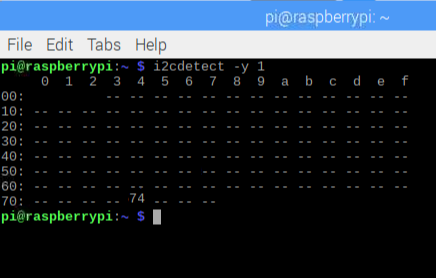 pi@raspberrypi: ~
File Edit Tabs Help
pi@raspberrypi:~ $ i2cdetect -y 1
     0  1  2  3  4  5  6  7  8  9  a  b  c  d  e  f
00:          -- -- -- -- -- -- -- -- -- -- -- -- --
10: -- -- -- -- -- -- -- -- -- -- -- -- -- -- -- --
20: -- -- -- -- -- -- -- -- -- -- -- -- -- -- -- --
30: -- -- -- -- -- -- -- -- -- -- -- -- -- -- -- --
40: -- -- -- -- -- -- -- -- -- -- -- -- -- -- -- --
50: -- -- -- -- -- -- -- -- -- -- -- -- -- -- -- --
60: -- -- -- -- -- -- -- -- -- -- -- -- -- -- -- --
70: -- -- -- -- 74 -- -- --
pi@raspberrypi:~ $